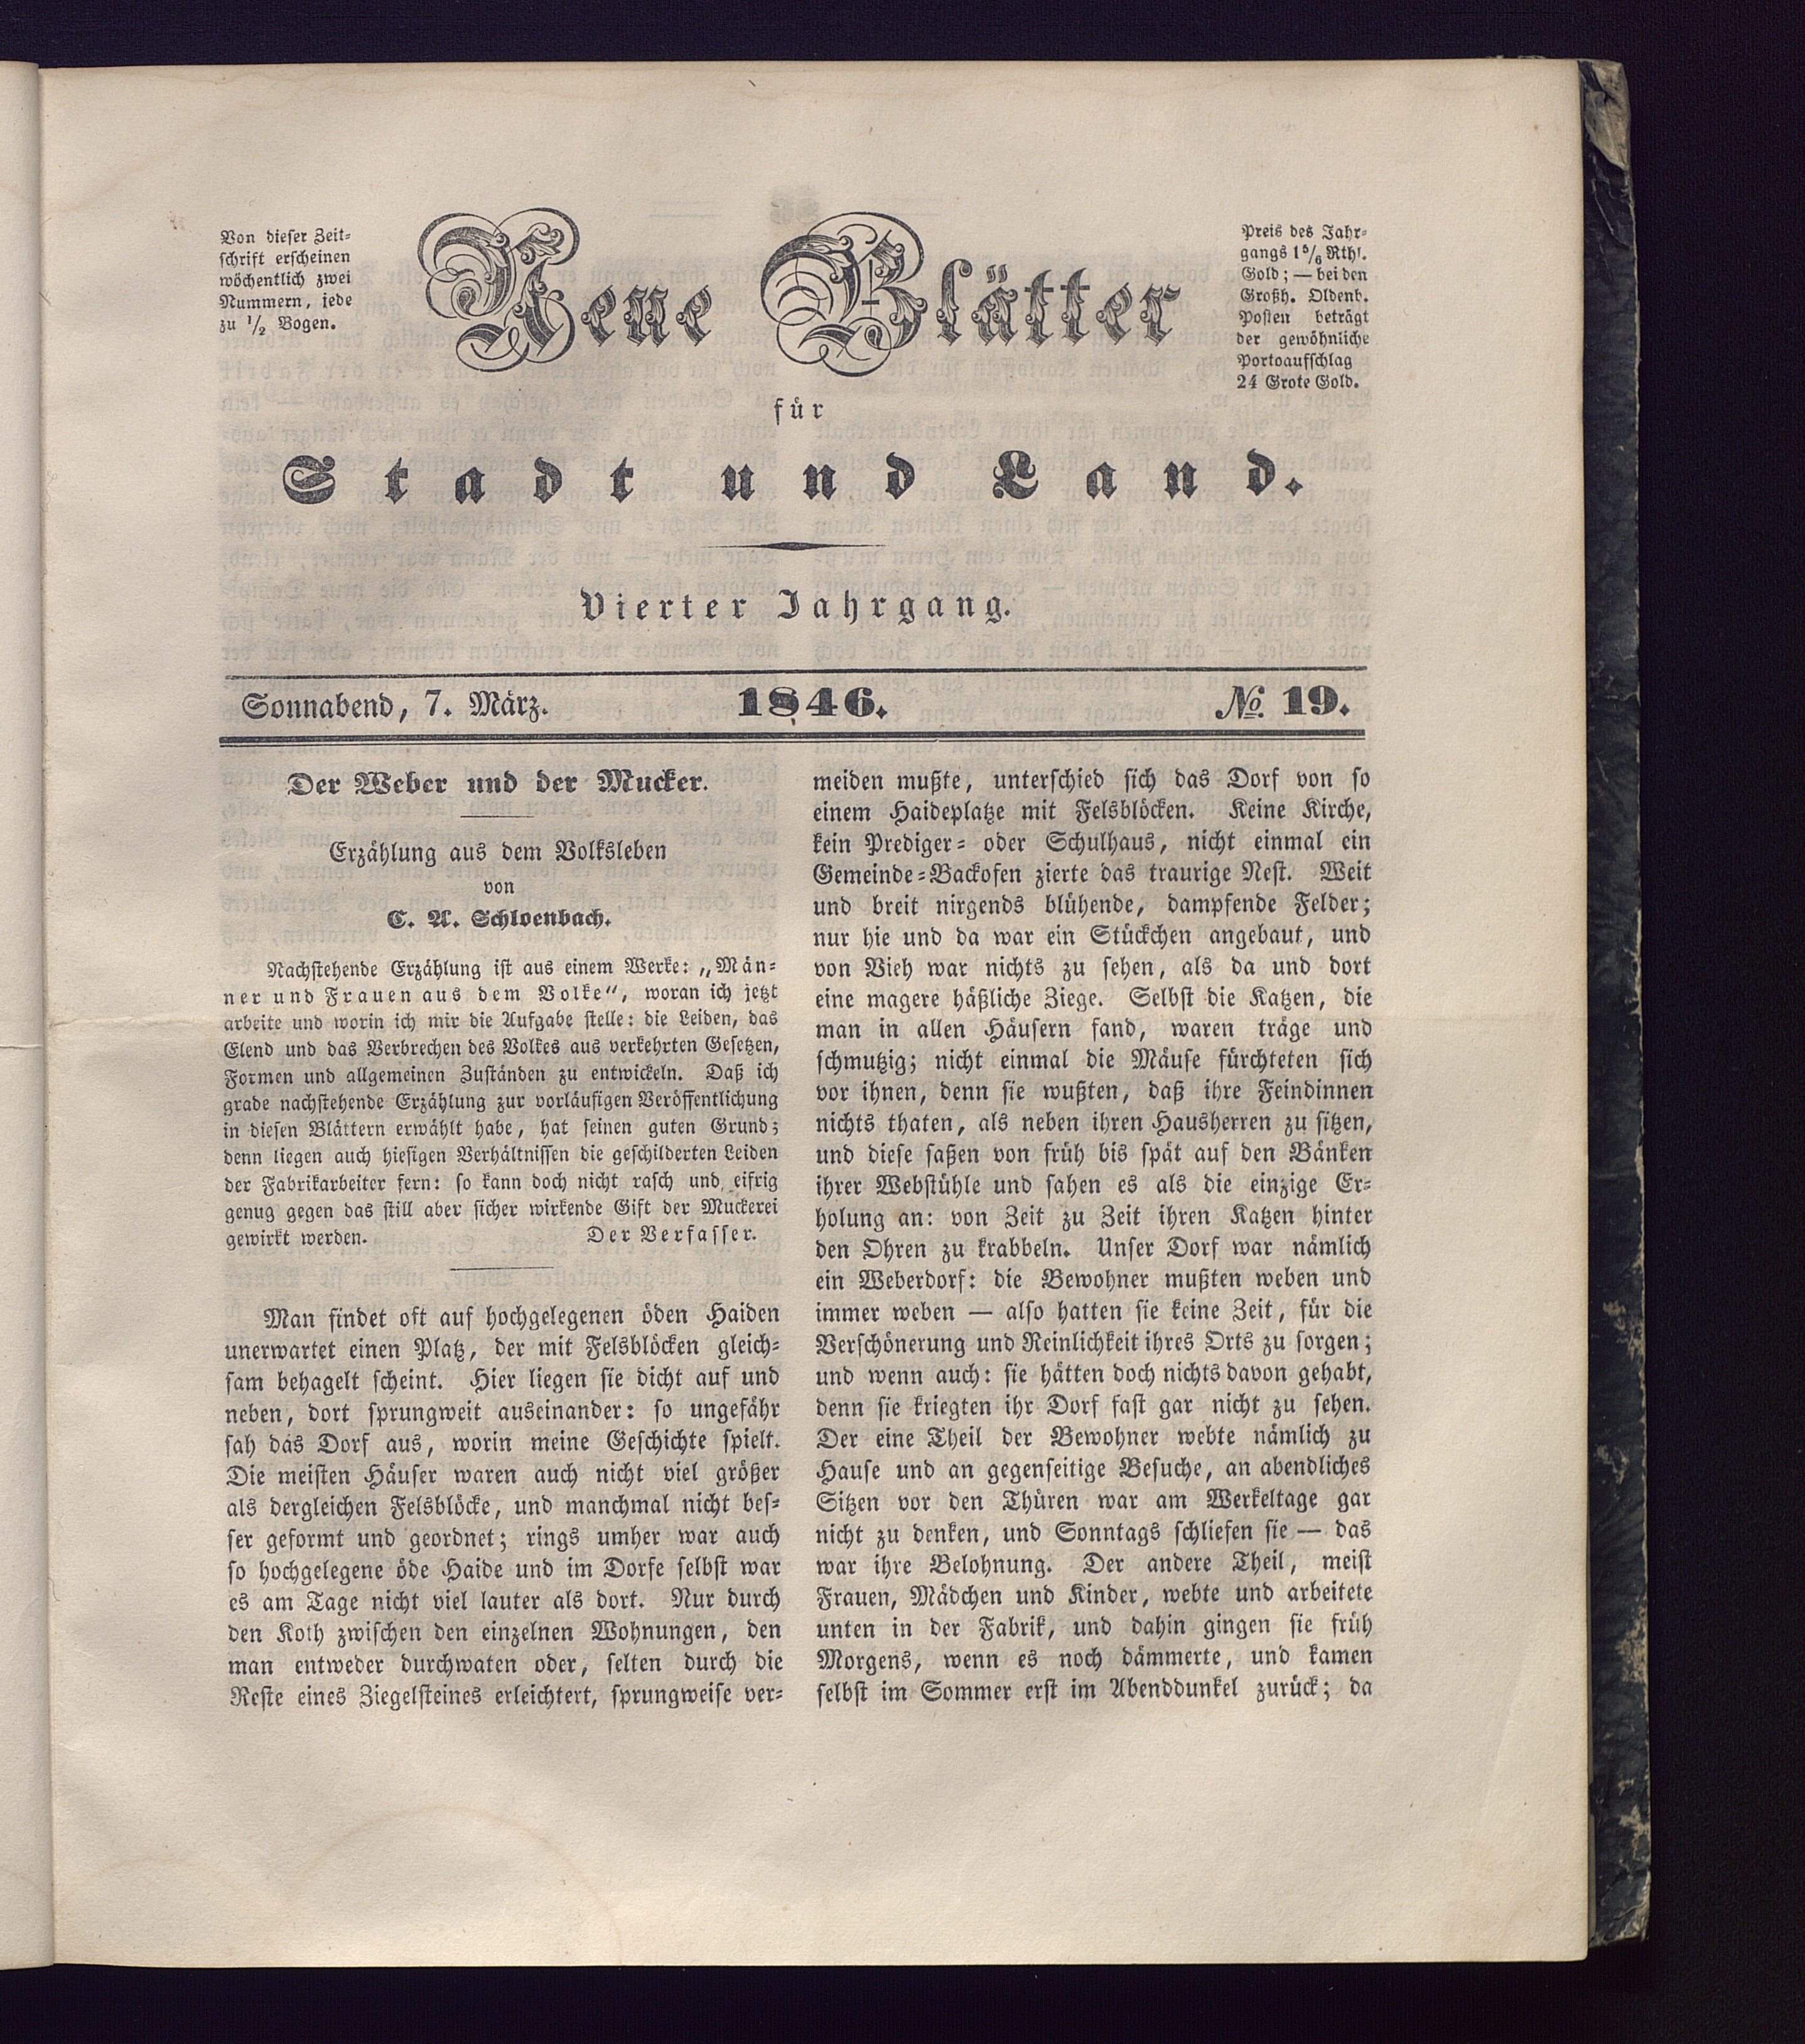 Von dieser Zeit-
schrift erscheinen
wöchentlich zwei
Nummern, jede
zu 1/2 Bogen.
Neue Blätter
für
Stadt und Land.
Preis des Jahr-
gangs 1 5/6 Rthl.
Gold; — bei den
Großh. Oldenb.
Posten beträgt
der gewöhnliche
Portoaufschlag
24 Grote Gold.
Vierter Jahrgang.
Sonnabend, 7. März. 1846. No. 19.
Der Weber und der Mucker.
Erzählung aus dem Volksleben
von
C. A. Schloenbach.
Nachstehende Erzählung ist aus einem Werke: „Män-
ner und Frauen aus dem Volke“, woran ich jetzt
arbeite und worin ich mir die Aufgabe stelle: die Leiden, das
Elend und das Verbrechen des Volkes aus verkehrten Gesetzen,
Formen und allgemeinen Zuständen zu entwickeln. Daß ich
grade nachstehende Erzählung zur vorläufigen Veröffentlichung
in diesen Blättern erwählt habe, hat seinen guten Grund;
denn liegen auch hiesigen Verhältnissen die geschilderten Leiden
der Fabrikarbeiter fern: so kann doch nicht rasch und eifrig
genug gegen das still aber sicher wirkende Gift der Muckerei
gewirkt werden. Der Verfasser.
Man findet oft auf hochgelegenen öden Haiden
unerwartet einen Platz, der mit Felsblöcken gleich-
sam behagelt scheint. Hier liegen sie dicht auf und
neben, dort sprungweit auseinander: so ungefähr
sah das Dorf aus, worin meine Geschichte spielt.
Die meisten Häuser waren auch nicht viel größer
als dergleichen Felsblöcke, und manchmal nicht bes-
ser geformt und geordnet; rings umher war auch
so hochgelegene öde Haide und im Dorfe selbst war
es am Tage nicht viel lauter als dort. Nur durch
den Koth zwischen den einzelnen Wohnungen, den
man entweder durchwaten oder, selten durch die
Reste eines Ziegelsteines erleichtert, sprungweise ver-
meiden mußte, unterschied sich das Dorf von so
einem Haideplatze mit Felsblöcken. Keine Kirche,
kein Prediger- oder Schulhaus, nicht einmal ein
Gemeinde-Backofen zierte das traurige Nest. Weit
und breit nirgends blühende, dampfende Felder;
nur hie und da war ein Stückchen angebaut, und
von Vieh war nichts zu sehen, als da und dort
eine magere häßliche Ziege. Selbst die Katzen, die
man in allen Häusern fand, waren träge und
schmutzig; nicht einmal die Mäuse fürchteten sich
vor ihnen, denn sie wußten, daß ihre Feindinnen
nichts thaten, als neben ihren Hausherren zu sitzen,
und diese saßen von früh bis spät auf den Bänken
ihrer Webstühle und sahen es als die einzige Er-
holung an: von Zeit zu Zeit ihren Katzen hinter
den Ohren zu krabbeln. Unser Dorf war nämlich
ein Weberdorf: die Bewohner mußten weben und
immer weben — also hatten sie keine Zeit, für die
Verschönerung und Reinlichkeit ihres Orts zu sorgen;
und wenn auch: sie hätten doch nichts davon gehabt,
denn sie kriegten ihr Dorf fast gar nicht zu sehen.
Der eine Theil der Bewohner webte nämlich zu
Hause und an gegenseitige Besuche, an abendliches
Sitzen vor den Thüren war am Werkeltage gar
nicht zu denken, und Sonntags schliefen sie — das
war ihre Belohnung. Der andere Theil, meist
Frauen, Mädchen und Kinder, webte und arbeitete
unten in der Fabrik, und dahin gingen sie früh
Morgens, wenn es noch dämmerte, und kamen
selbst im Sommer erst im Abenddunkel zurück; da